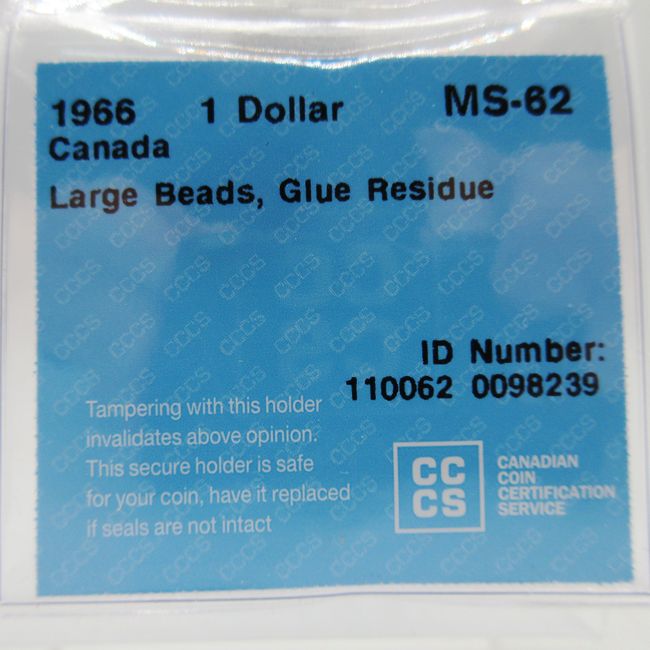 1966 1 Dollar MS-62
Canada
Large Beads, Glue Residue
ID Number:
110062 0098239
Tampering with this holder
invalidates above opinion.
This secure holder is safe
for your coin, have it replaced
if seals are not intact
CC
CS
CANADIAN
COIN
CERTIFICATION
SERVICE